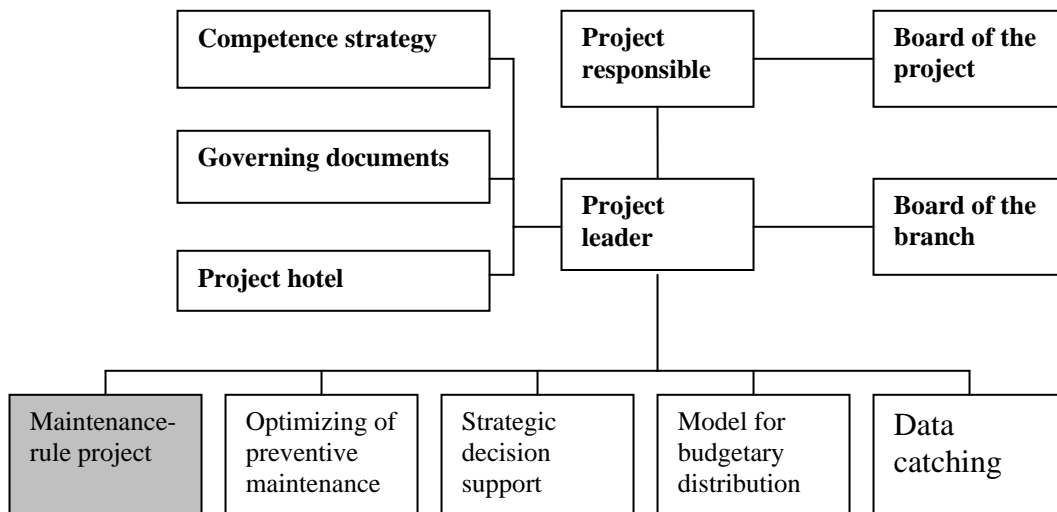 Competence strategy
Project
responsible
Board of the
project
Governing documents
Project
leader
Board of the
branch
Project hotel
Maintenance-
rule project
Optimizing of
preventive
maintenance
Strategic
decision
support
Model for
budgetary
distribution
Data
catching